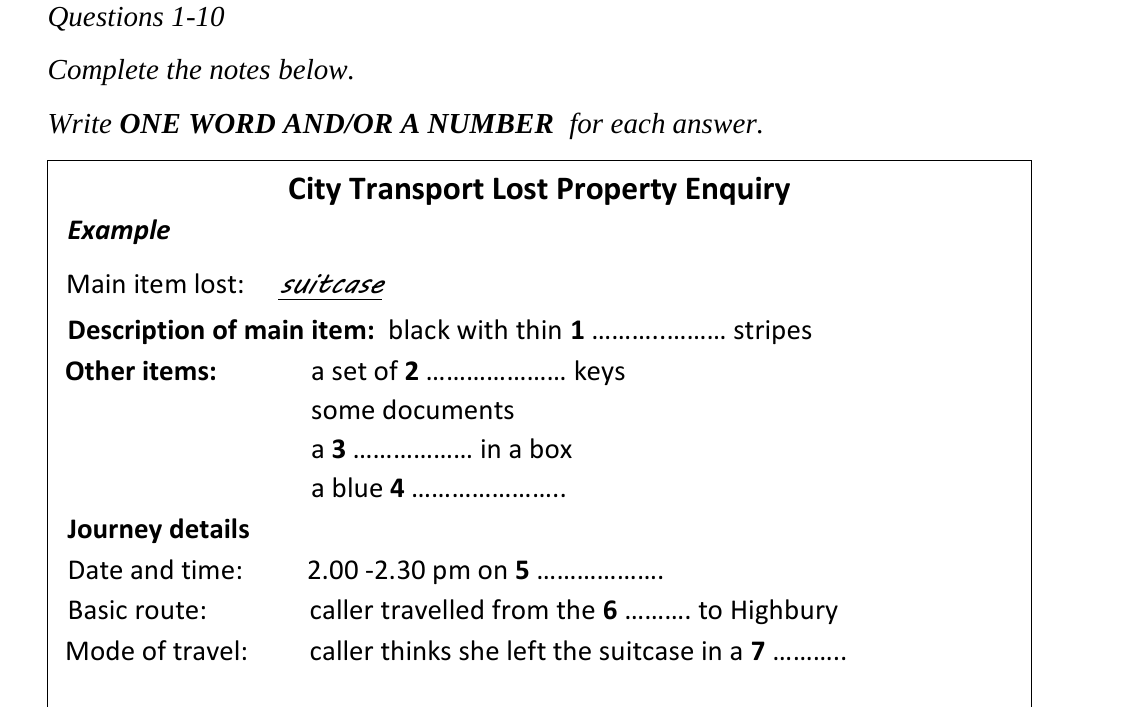 Questions 1-10
Complete the notes below.
Write ONE WORD AND/OR A NUMBER for each answer.
City Transport Lost Property Enquiry
Example
Main item lost: suitcase
Description of main item: black with thin 1 ………..……… stripes
Other items: a set of 2 ………………… keys
some documents
a 3 ……………… in a box
a blue 4 …………………..
Journey details
Date and time: 2.00 -2.30 pm on 5 ……………….
Basic route: caller travelled from the 6 ………. to Highbury
Mode of travel: caller thinks she left the suitcase in a 7 ………..